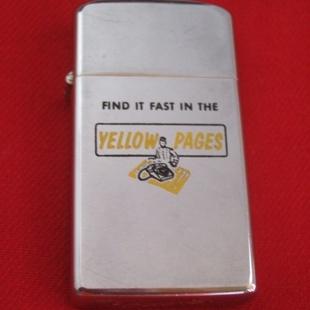 FIND IT FAST IN THE
YELLOW PAGES